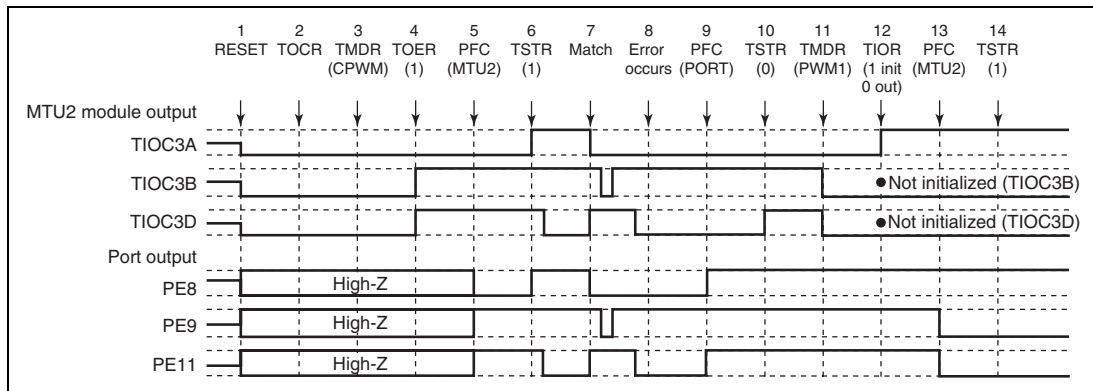 1 2 3 4 5 6 7 8 9 10 11 12 13 14
RESET TOCR TMDR TOER PFC TSTR Match Error PFC TSTR TMDR TIOR PFC TSTR
(CPWM) (1) (MTU2) (1) occurs (PORT) (0) (PWM1) (1 init (MTU2) (1)
0 out)
MTU2 module output
TIOC3A
TIOC3B ●Not initialized (TIOC3B)
TIOC3D ●Not initialized (TIOC3D)
Port output
PE8 High-Z
PE9 High-Z
PE11 High-Z